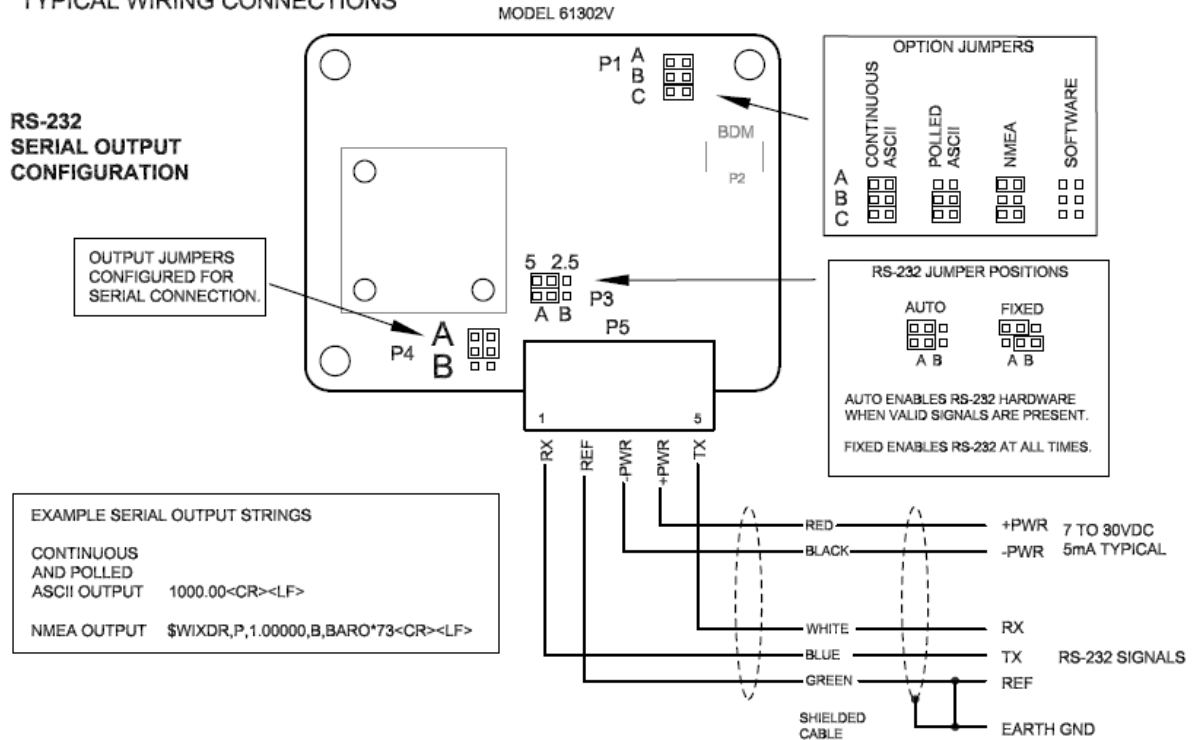 TYPICAL WIRING CONNECTIONS
MODEL 61302V
RS-232
SERIAL OUTPUT
CONFIGURATION
P1
A
B
C
BDM
P2
OPTION JUMPERS
CONTINUOUS
ASCII
POLLED
ASCII
NMEA
SOFTWARE
A
B
C
OUTPUT JUMPERS
CONFIGURED FOR
SERIAL CONNECTION.
5 2.5
P3
A B
P4
A
B
P5
1 5
RS-232 JUMPER POSITIONS
AUTO FIXED
A B A B
AUTO ENABLES RS-232 HARDWARE
WHEN VALID SIGNALS ARE PRESENT.
FIXED ENABLES RS-232 AT ALL TIMES.
RX
REF
-PWR
+PWR
TX
EXAMPLE SERIAL OUTPUT STRINGS
CONTINUOUS
AND POLLED
ASCII OUTPUT 1000.00<CR><LF>
NMEA OUTPUT $WIXDR,P,1.00000,B,BARO*73<CR><LF>
RED +PWR 7 TO 30VDC
BLACK -PWR 5mA TYPICAL
WHITE RX
BLUE TX RS-232 SIGNALS
GREEN REF
SHIELDED
CABLE
EARTH GND